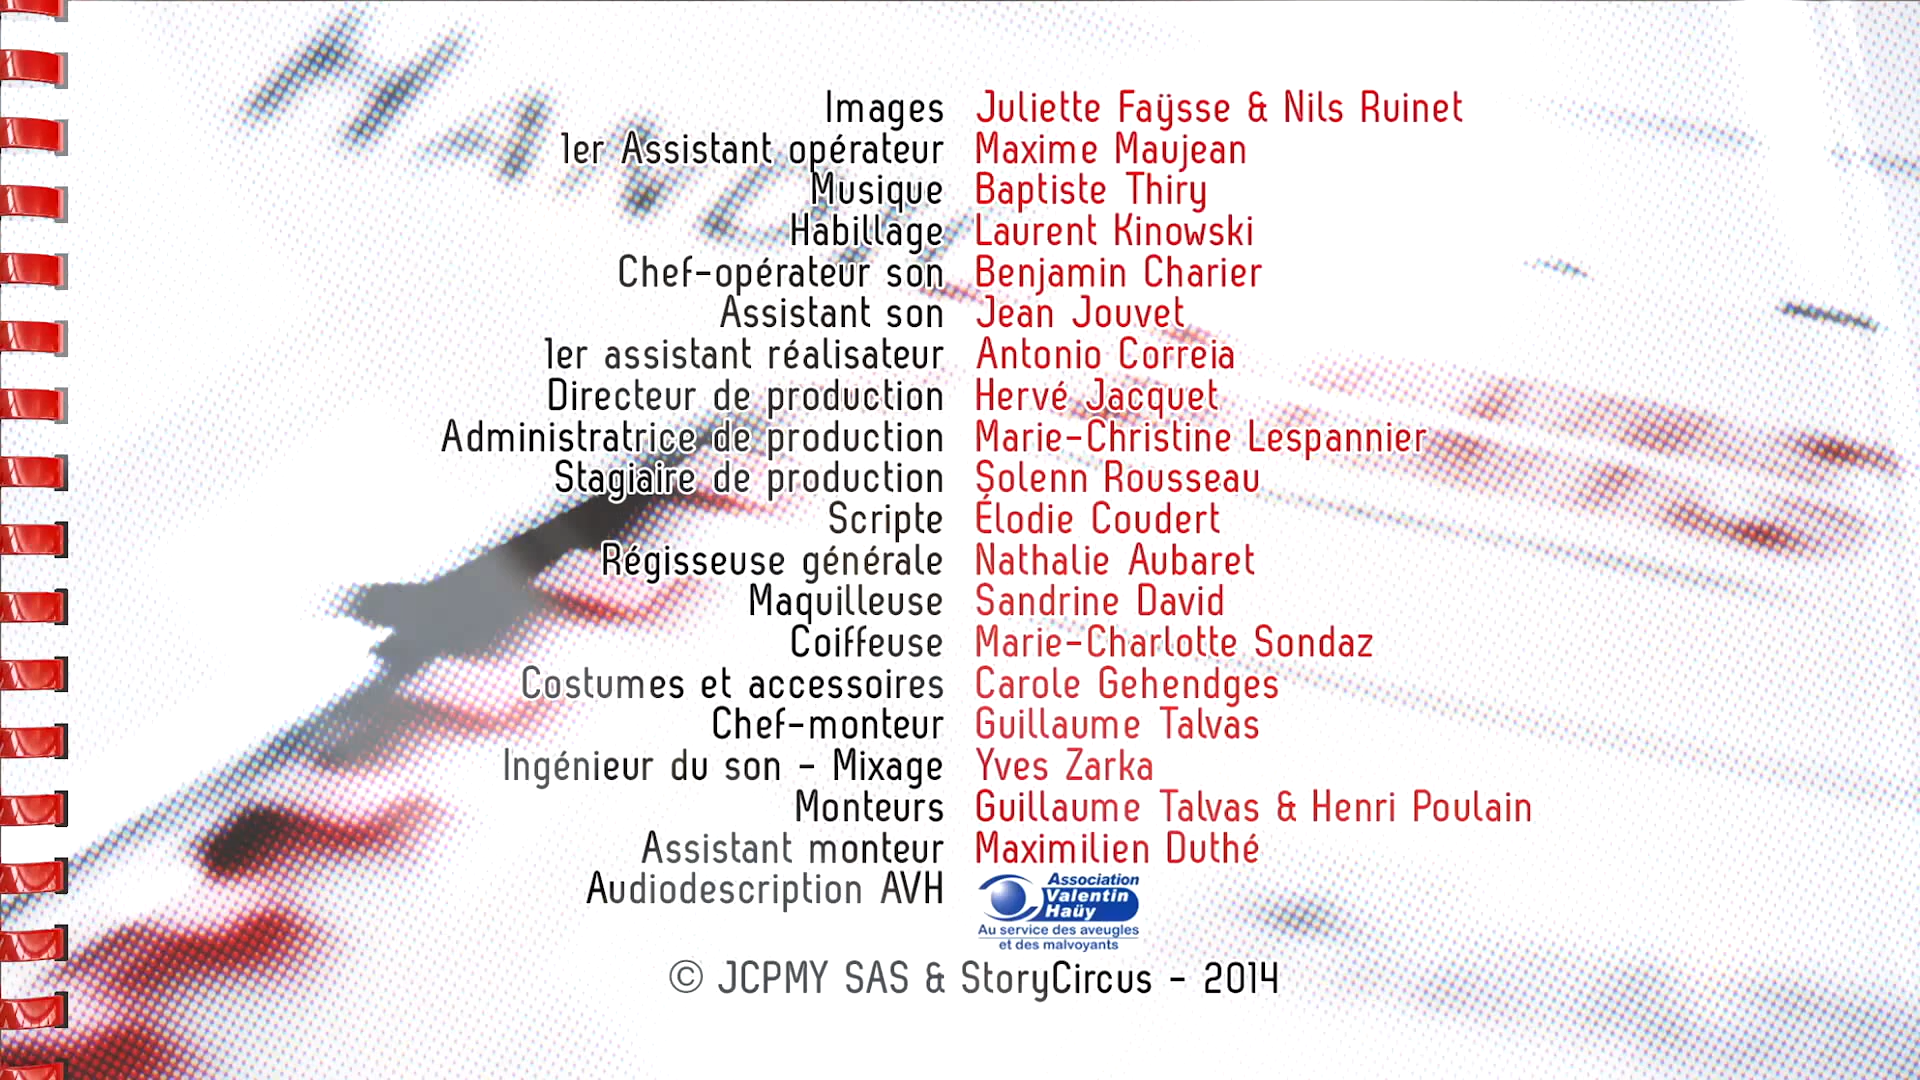 HAND
Images Juliette Faÿsse & Nils Ruinet
1er Assistant opérateur Maxime Maujean
Musique Baptiste Thiry
Habillage Laurent Kinowski
Chef-opérateur son Benjamin Charier
Assistant son Jean Jouvet
1er assistant réalisateur Antonio Correia
Directeur de production Hervé Jacquet
Administratrice de production Marie-Christine Lespannier
Stagiaire de production Solenn Rousseau
Scripte Élodie Coudert
Régisseuse générale Nathalie Aubaret
Maquilleuse Sandrine David
Coiffeuse Marie-Charlotte Sondaz
Costumes et accessoires Carole Gehendges
Chef-monteur Guillaume Talvas
Ingénieur du son - Mixage Yves Zarka
Monteurs Guillaume Talvas & Henri Poulain
Assistant monteur Maximilien Duthé
Audiodescription AVH
Association
Valentin
Haüy
Au service des aveugles
et des malvoyants
© JCPMY SAS & StoryCircus - 2014